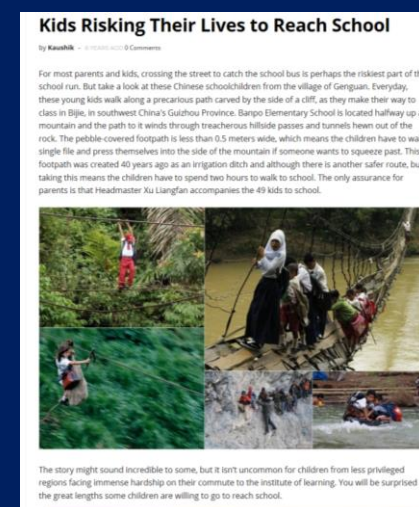 Kids Risking Their Lives to Reach School
by Kaushik - 6 YEARS AGO 0 Comments
For most parents and kids, crossing the street to catch the school bus is perhaps the riskiest part of
school run. But take a look at these Chinese schoolchildren from the village of Genguan. Everyday,
these young kids walk along a precarious path carved by the side of a cliff, as they make their way to
class in Bijie, in southwest China's Guizhou Province. Banpo Elementary School is located halfway up
mountain and the path to it winds through treacherous hillside passes and tunnels hewn out of the
rock. The pebble-covered footpath is less than 0.5 meters wide, which means the children have to
single file and press themselves into the side of the mountain if someone wants to squeeze past. This
footpath was created 40 years ago as an irrigation ditch and although there is another safer route,
taking this means the children have to spend two hours to walk to school. The only assurance for
parents is that Headmaster Xu Liangfan accompanies the 49 kids to school.
The story might sound incredible to some, but it isn't uncommon for children from less privileged
regions facing immense hardship on their commute to the institute of learning. You will be surprised
the great lengths some children are willing to go to reach school.